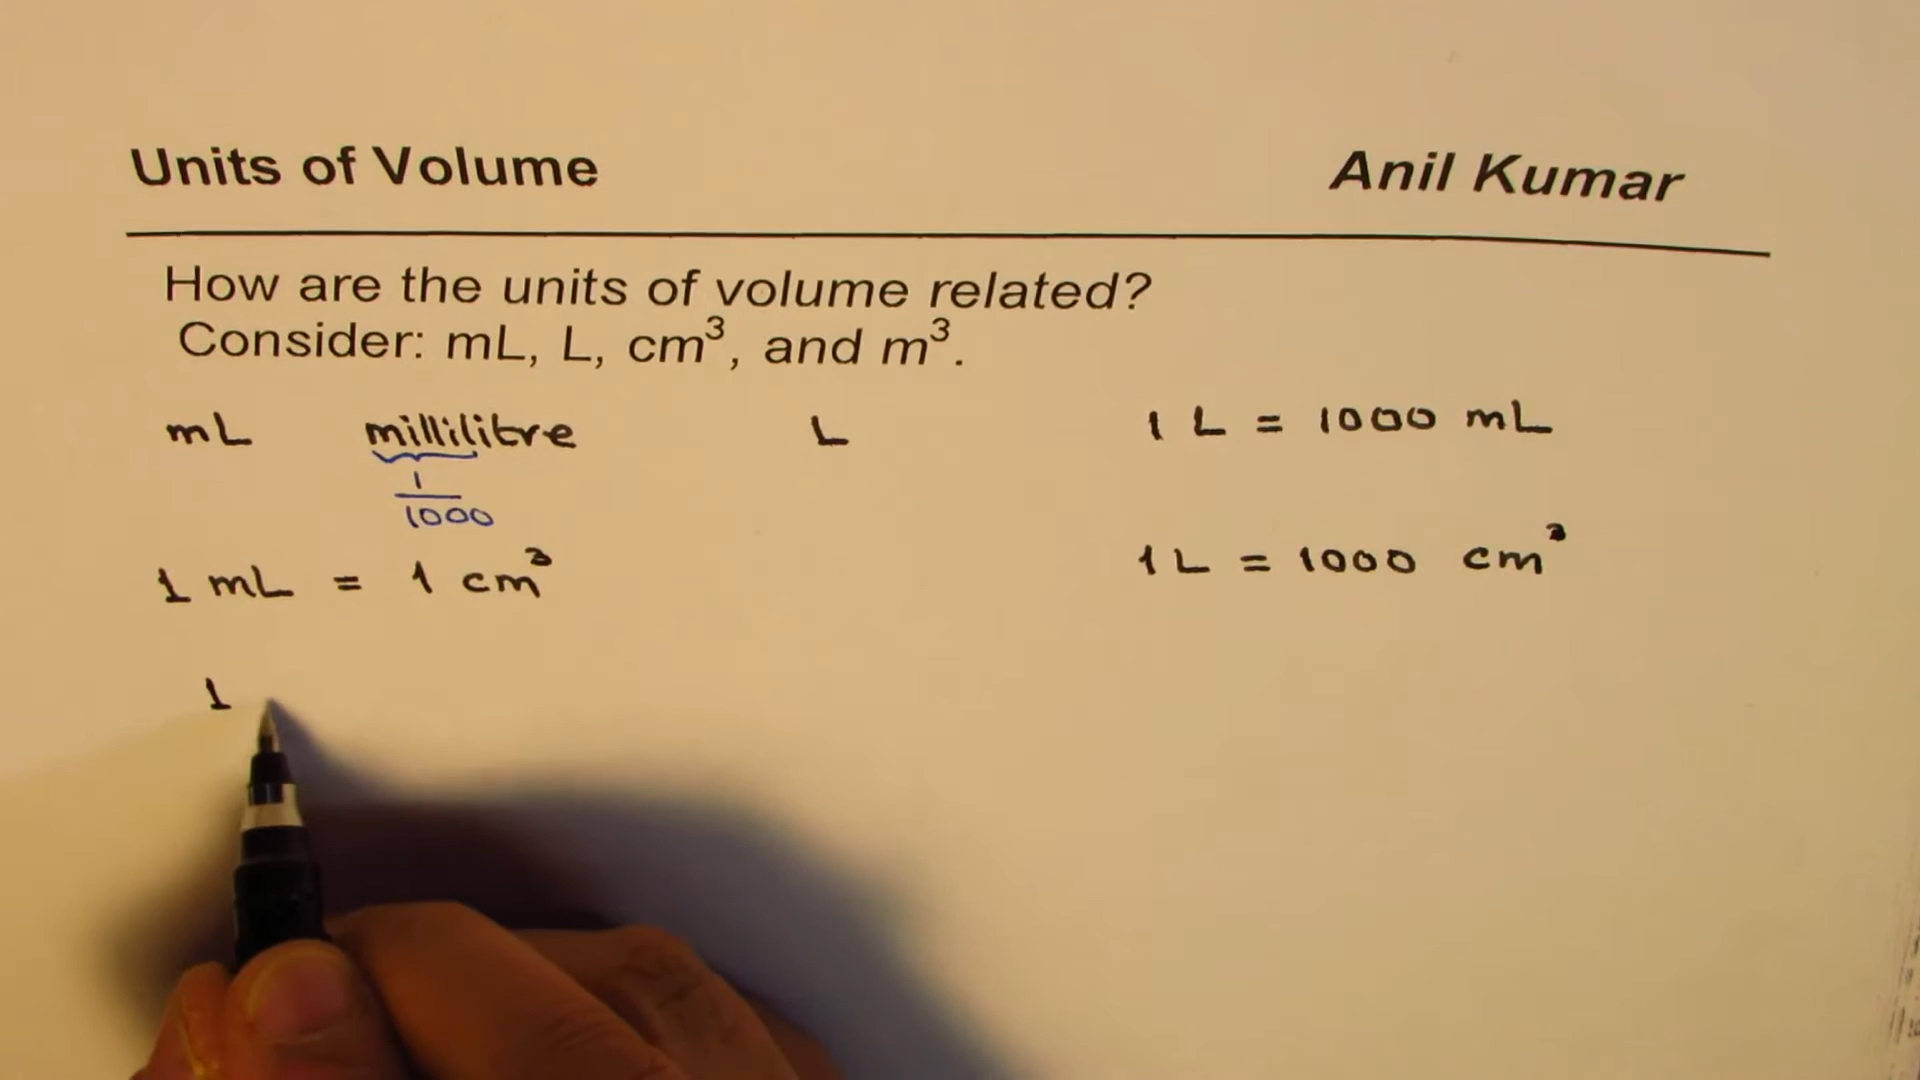 Units of Volume Anil Kumar
How are the units of volume related?
Consider: mL, L, cm³, and m³.
mL millilitre L 1 L = 1000 mL
1
1000
1 mL = 1 cm³ 1 L = 1000 cm³
1